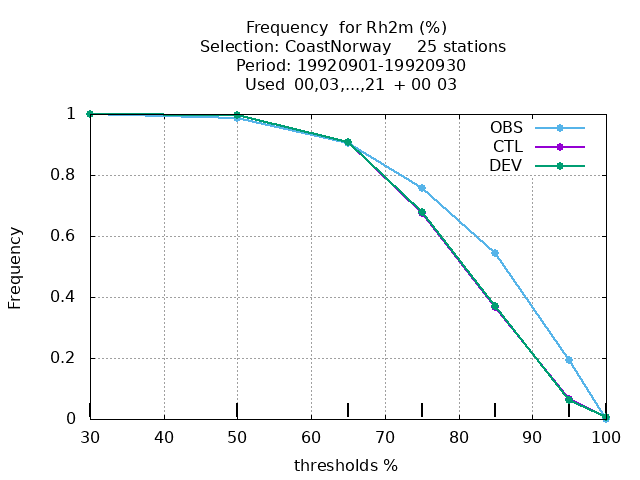 Frequency  for Rh2m (%)
Selection: CoastNorway     25 stations
Period: 19920901-19920930
Used  00,03,...,21  + 00 03
OBS
CTL
DEV
1
0.8
0.6
0.4
0.2
0
Frequency
30 40 50 60 70 80 90 100
thresholds %